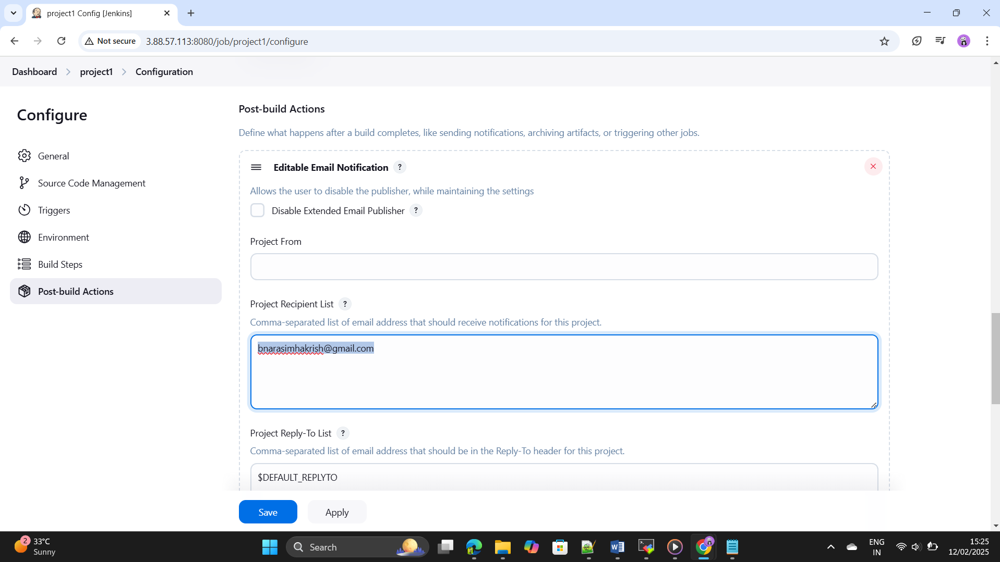 project1 Config [Jenkins]
Not secure
3.88.57.113:8080/job/project1/configure
Dashboard
project1
Configuration
Configure
General
Source Code Management
Triggers
Environment
Build Steps
Post-build Actions
Post-build Actions
Define what happens after a build completes, like sending notifications, archiving artifacts, or triggering other jobs.
Editable Email Notification ?
Allows the user to disable the publisher, while maintaining the settings
Disable Extended Email Publisher ?
Project From
Project Recipient List ?
Comma-separated list of email address that should receive notifications for this project.
bnarasimhakrish@gmail.com
Project Reply-To List ?
Comma-separated list of email address that should be in the Reply-To header for this project.
$DEFAULT_REPLYTO
Save
Apply
2
33°C
Sunny
Search
ENG
IN
15:25
12/02/2025